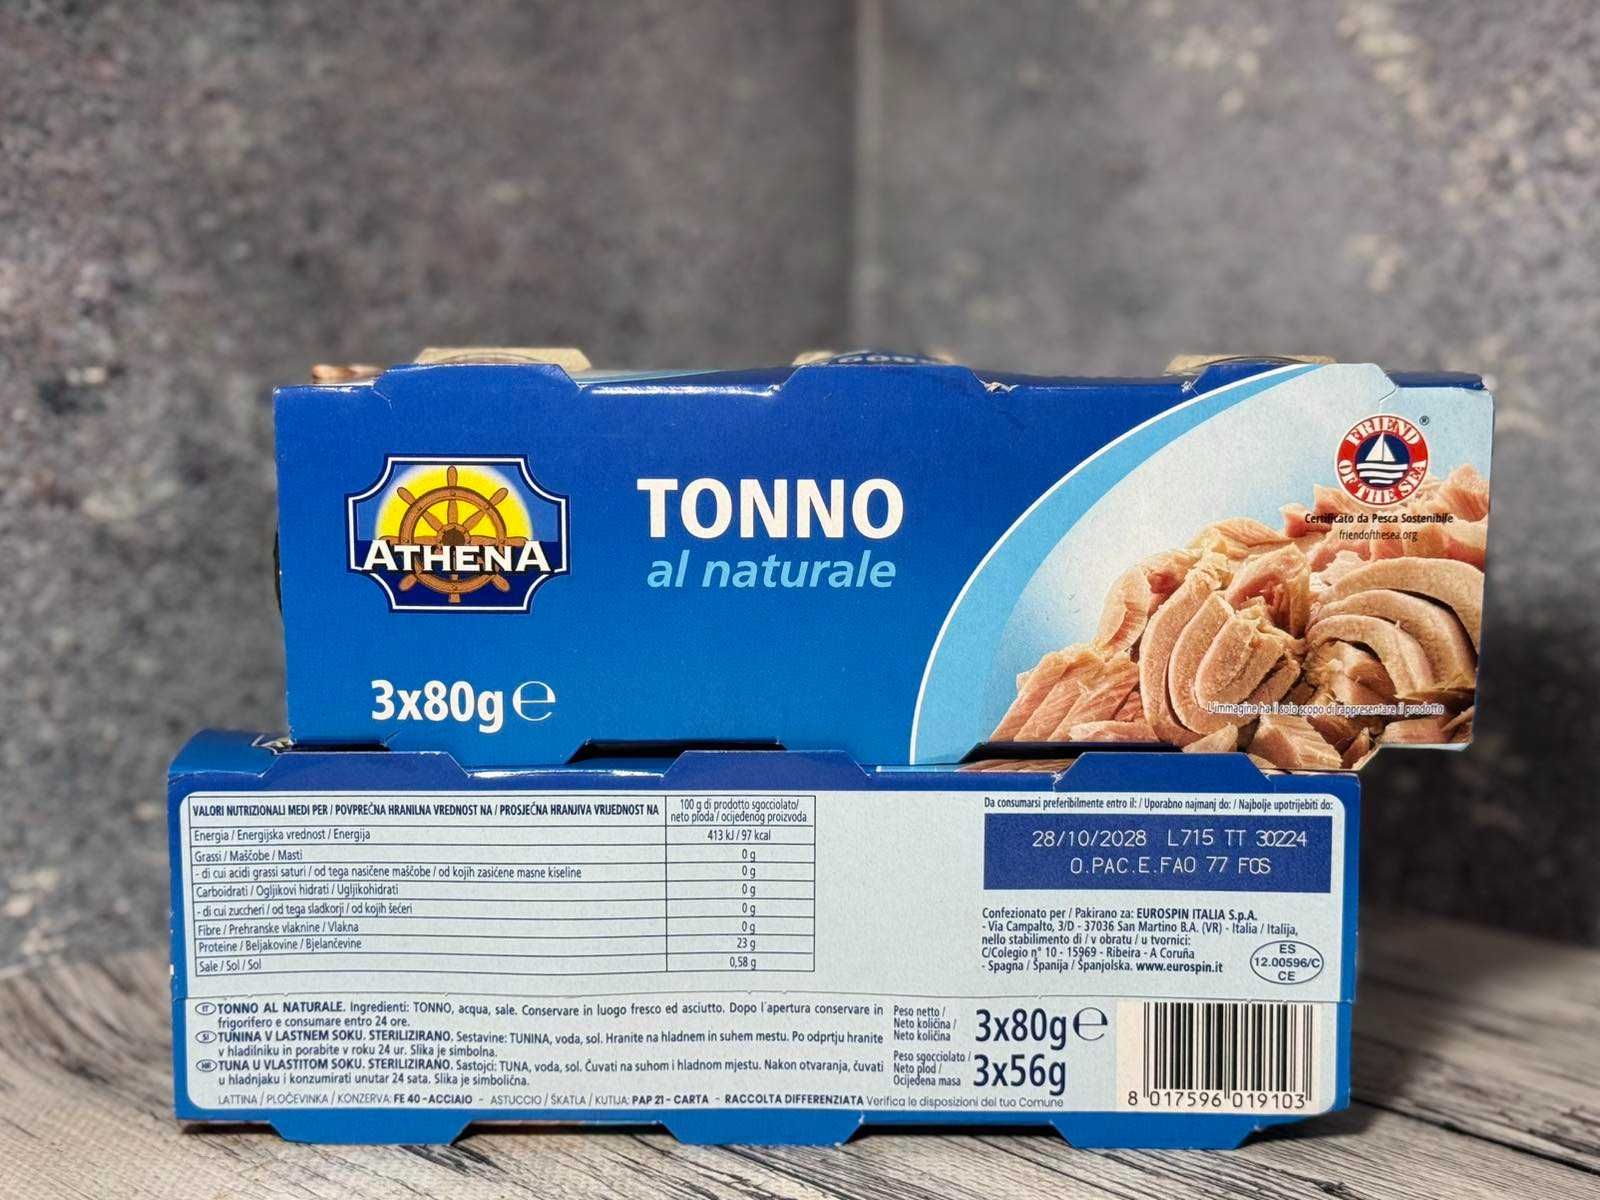 FRIEND
OF THE SEA
®
Certificato da Pesca Sostenibile
friendofthesea.org
ATHENA
TONNO
al naturale
3x80g ℮
L'immagine ha il solo scopo di rappresentare il prodotto
VALORI NUTRIZIONALI MEDI PER / POVPREČNA HRANILNA VREDNOST NA / PROSJEĆNA HRANJIVA VRIJEDNOST NA
100 g di prodotto sgocciolato/
neto ploda / ocijeđenog proizvoda
Energia / Energijska vrednost / Energija 413 kJ / 97 kcal
Grassi / Maščobe / Masti 0 g
- di cui acidi grassi saturi / od tega nasičene maščobe / od kojih zasićene masne kiseline 0 g
Carboidrati / Ogljikovi hidrati / Ugljikohidrati 0 g
- di cui zuccheri / od tega sladkorji / od kojih šećeri 0 g
Fibre / Prehranske vlaknine / Vlakna 0 g
Proteine / Beljakovine / Bjelančevine 23 g
Sale / Sol / Sol 0,58 g
Da consumarsi preferibilmente entro il: / Uporabno najmanj do: / Najbolje upotrijebiti do:
28/10/2028 L715 TT 30224
O.PAC.E.FAO 77 FOS
Confezionato per / Pakirano za: EUROSPIN ITALIA S.p.A.
- Via Campalto, 3/D - 37036 San Martino B.A. (VR) - Italia / Italija,
nello stabilimento di / v obratu / u tvornici:
C/Colegio n° 10 - 15969 - Ribeira - A Coruña
- Spagna / Španija / Španjolska. www.eurospin.it
ES
12.00596/C
CE
IT TONNO AL NATURALE. Ingredienti: TONNO, acqua, sale. Conservare in luogo fresco ed asciutto. Dopo l'apertura conservare in
frigorifero e consumare entro 24 ore.
SI TUNINA V LASTNEM SOKU. STERILIZIRANO. Sestavine: TUNINA, voda, sol. Hranite na hladnem in suhem mestu. Po odprtju hranite
v hladilniku in porabite v roku 24 ur. Slika je simbolna.
HR TUNA U VLASTITOM SOKU. STERILIZIRANO. Sastojci: TUNA, voda, sol. Čuvati na suhom i hladnom mjestu. Nakon otvaranja, čuvati
u hladnjaku i konzumirati unutar 24 sata. Slika je simbolična.
LATTINA / PLOČEVINKA / KONZERVA: FE 40 - ACCIAIO - ASTUCCIO / ŠKATLA / KUTIJA: PAP 21 - CARTA - RACCOLTA DIFFERENZIATA Verifica le disposizioni del tuo Comune
Peso netto /
Neto količina /
Neto količina
3x80g ℮
Peso sgocciolato /
Neto plod /
Ocijeđena masa
3x56g
8 017596 019103